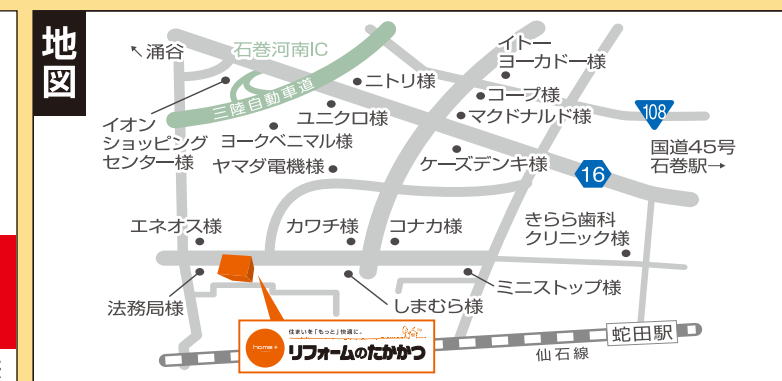 地図
↖涌谷
石巻河南IC
イトー
ヨーカドー様
ニトリ様
コープ様
三陸自動車道
ユニクロ様
マクドナルド様
108
イオン
ショッピング
センター様
ヨークベニマル様
国道45号
石巻駅→
ヤマダ電機様
ケーズデンキ様
16
エネオス様
カワチ様
コナカ様
きらら歯科
クリニック様
法務局様
しまむら様
ミニストップ様
住まいを「もっと」快適に。
home+
リフォームのたかかつ
蛇田駅
仙石線